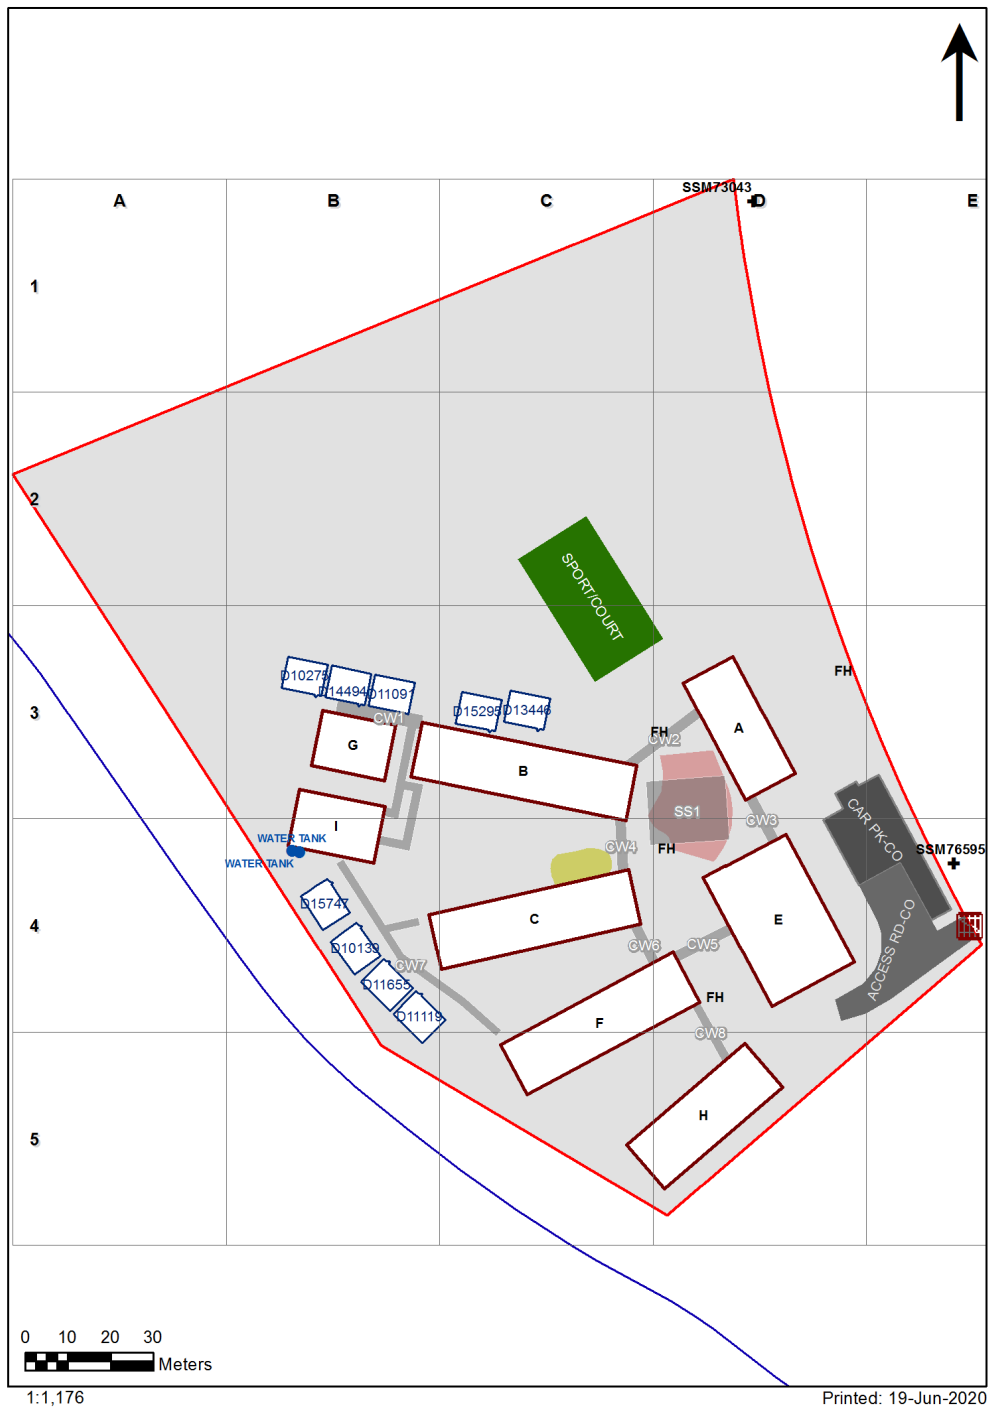 SSM73043
A
B
C
D
E
1
2
SPORT/COURT
D10275
D14494
D11091
FH
3
D15295
D13446
CW1
A
FH
CW2
G
B
SS1
CAR PK-CO
CW3
I
WATER TANK
WATER TANK
CW4
FH
SSM76595
D15747
C
E
4
D10139
CW6
CW5
ACCESS RD-CO
CW7
D11655
FH
D11119
F
CW8
H
5
0 10 20 30
Meters
1:1,176
Printed: 19-Jun-2020